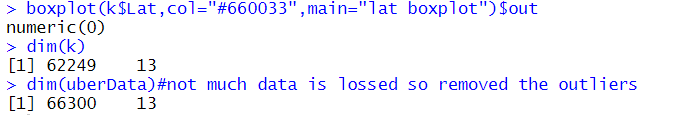 > boxplot(k$Lat,col="#660033",main="lat boxplot")$out
numeric(0)
> dim(k)
[1] 62249    13
> dim(uberData)#not much data is lossed so removed the outliers
[1] 66300    13